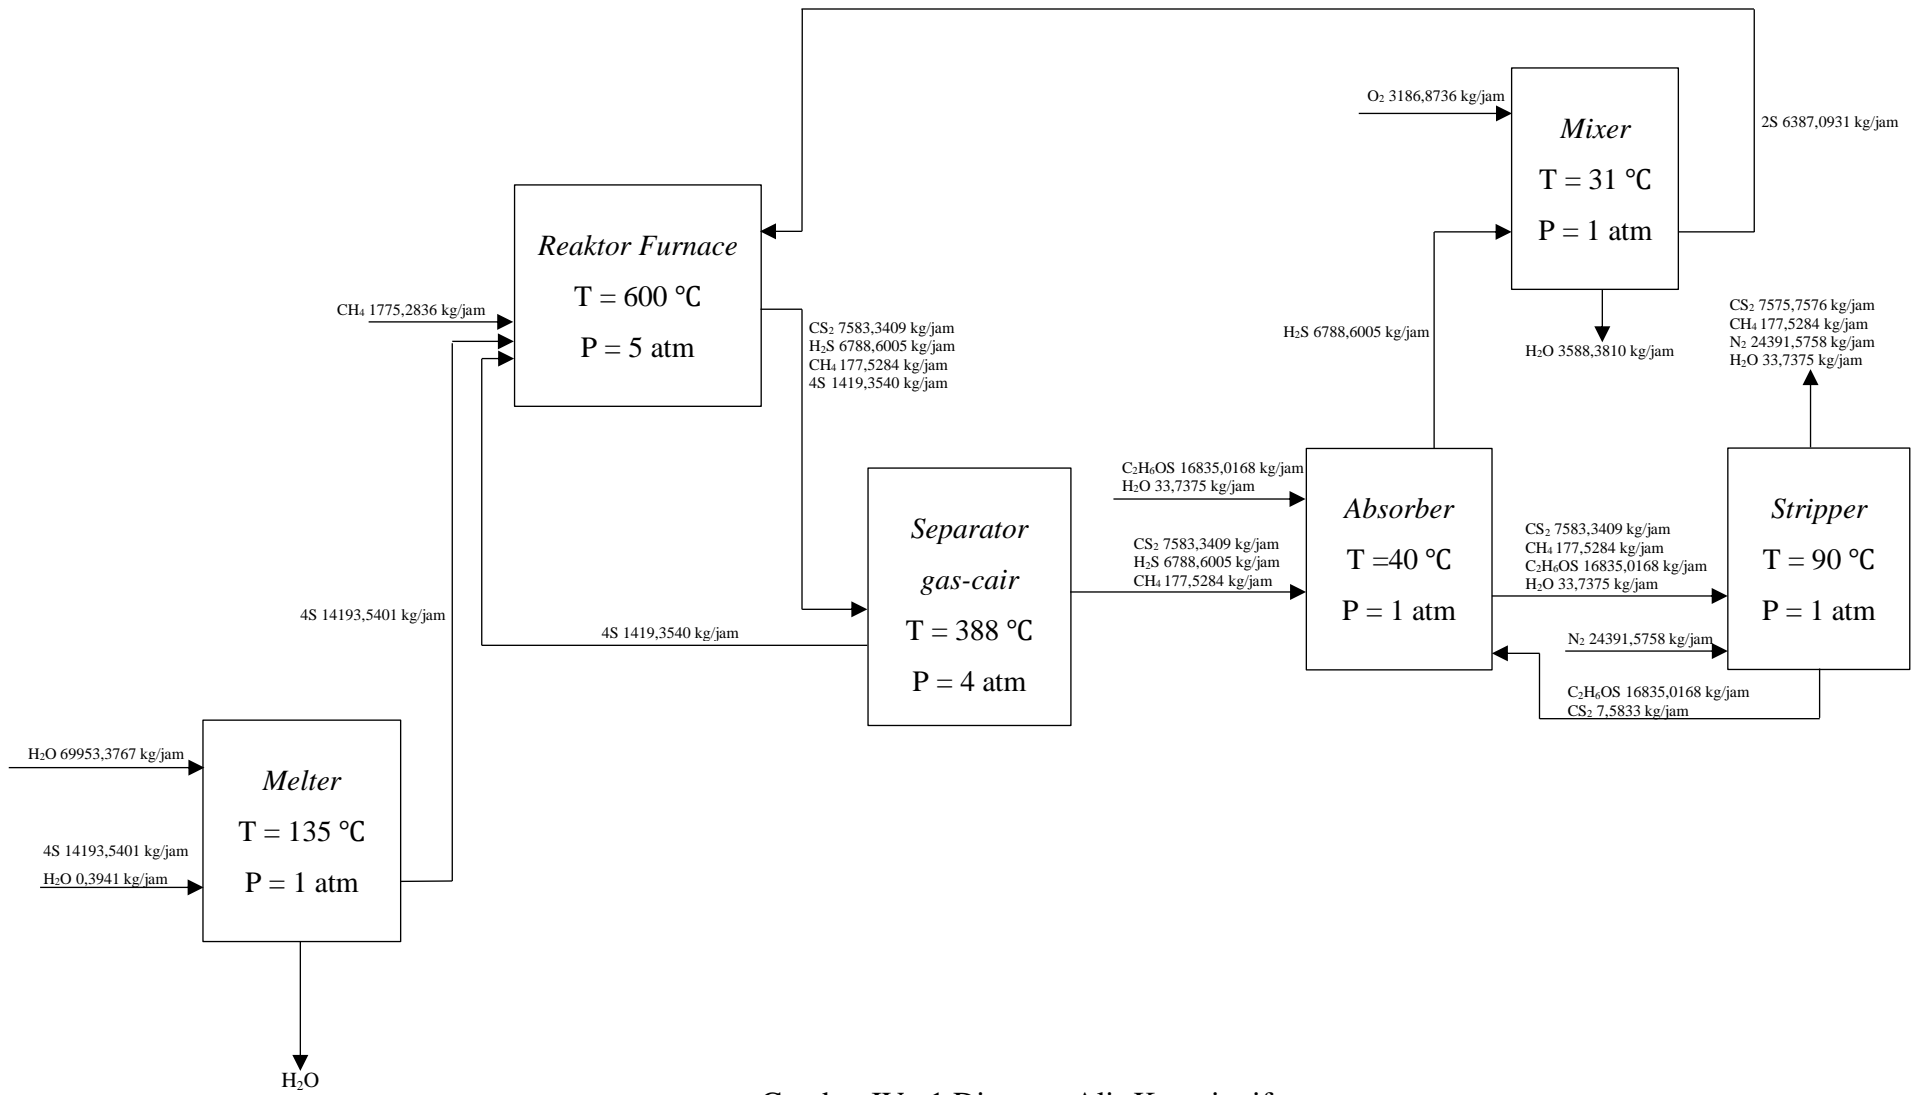 O₂ 3186,8736 kg/jam
Mixer
T = 31 ℃
P = 1 atm
2S 6387,0931 kg/jam
Reaktor Furnace
T = 600 ℃
P = 5 atm
CH₄ 1775,2836 kg/jam
CS₂ 7583,3409 kg/jam
H₂S 6788,6005 kg/jam
CH₄ 177,5284 kg/jam
4S 1419,3540 kg/jam
H₂S 6788,6005 kg/jam
H₂O 3588,3810 kg/jam
CS₂ 7575,7576 kg/jam
CH₄ 177,5284 kg/jam
N₂ 24391,5758 kg/jam
H₂O 33,7375 kg/jam
Separator
gas-cair
T = 388 ℃
P = 4 atm
C₂H₆OS 16835,0168 kg/jam
H₂O 33,7375 kg/jam
CS₂ 7583,3409 kg/jam
H₂S 6788,6005 kg/jam
CH₄ 177,5284 kg/jam
Absorber
T =40 ℃
P = 1 atm
CS₂ 7583,3409 kg/jam
CH₄ 177,5284 kg/jam
C₂H₆OS 16835,0168 kg/jam
H₂O 33,7375 kg/jam
Stripper
T = 90 ℃
P = 1 atm
N₂ 24391,5758 kg/jam
C₂H₆OS 16835,0168 kg/jam
CS₂ 7,5833 kg/jam
4S 14193,5401 kg/jam
4S 1419,3540 kg/jam
H₂O 69953,3767 kg/jam
Melter
T = 135 ℃
P = 1 atm
4S 14193,5401 kg/jam
H₂O 0,3941 kg/jam
H₂O